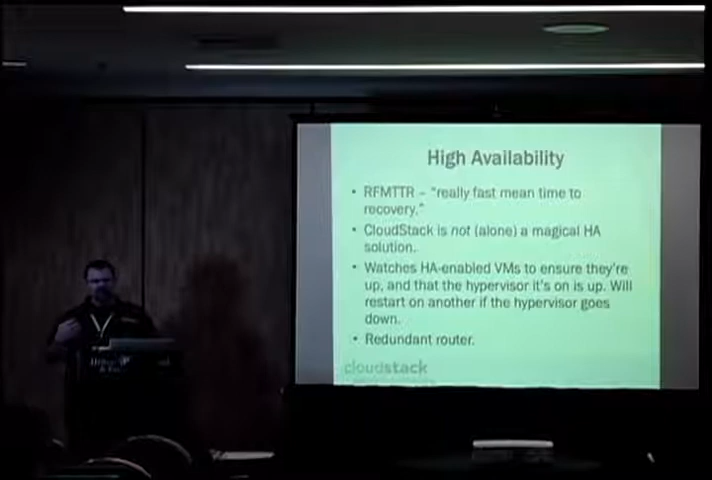 High Availability
• RFMTTR – "really fast mean time to
recovery."
• CloudStack is not (alone) a magical HA
solution.
• Watches HA-enabled VMs to ensure they're
up, and that the hypervisor it's on is up. Will
restart on another if the hypervisor goes
down.
• Redundant router.
cloudstack